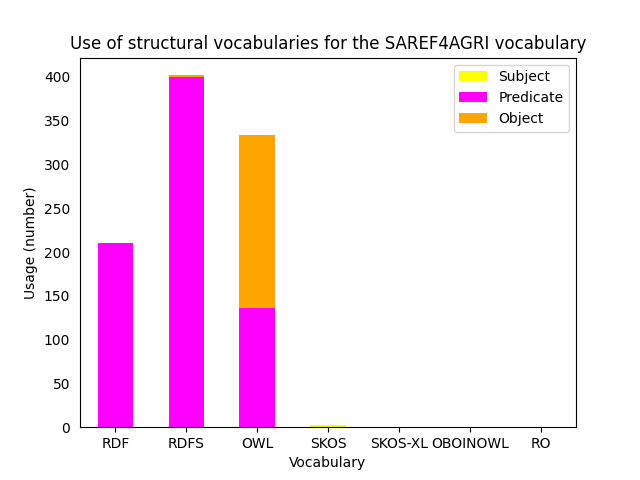 Use of structural vocabularies for the SAREF4AGRI vocabulary
Subject
Predicate
Object
Usage (number)
400
350
300
250
200
150
100
50
0
RDF RDFS OWL SKOS SKOS-XL OBOINOWL RO
Vocabulary